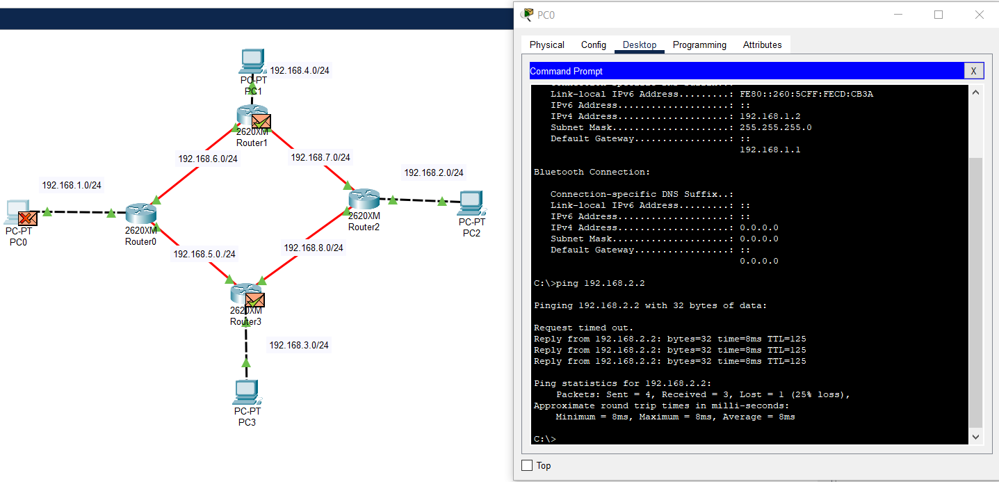 192.168.4.0/24
PC-PT
PC1
2620XM
Router1
192.168.6.0/24
192.168.7.0/24
192.168.1.0/24
192.168.2.0/24
PC-PT
PC0
2620XM
Router0
2620XM
Router2
PC-PT
PC2
192.168.5.0./24
192.168.8.0/24
2620XM
Router3
192.168.3.0/24
PC-PT
PC3
PC0
Physical Config Desktop Programming Attributes
Command Prompt X
Link-local IPv6 Address.........: FE80::260:5CFF:FECD:CB3A
IPv6 Address....................: ::
IPv4 Address....................: 192.168.1.2
Subnet Mask.....................: 255.255.255.0
Default Gateway.................: ::
192.168.1.1
Bluetooth Connection:
Connection-specific DNS Suffix..:
Link-local IPv6 Address.........: ::
IPv6 Address....................: ::
IPv4 Address....................: 0.0.0.0
Subnet Mask.....................: 0.0.0.0
Default Gateway.................: ::
0.0.0.0
C:\>ping 192.168.2.2
Pinging 192.168.2.2 with 32 bytes of data:
Request timed out.
Reply from 192.168.2.2: bytes=32 time=8ms TTL=125
Reply from 192.168.2.2: bytes=32 time=8ms TTL=125
Reply from 192.168.2.2: bytes=32 time=8ms TTL=125
Ping statistics for 192.168.2.2:
Packets: Sent = 4, Received = 3, Lost = 1 (25% loss),
Approximate round trip times in milli-seconds:
Minimum = 8ms, Maximum = 8ms, Average = 8ms
C:\>
Top